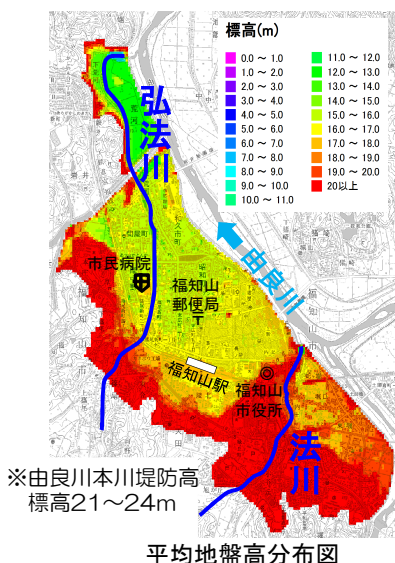 標高(m)
0.0 ～ 1.0
1.0 ～ 2.0
2.0 ～ 3.0
3.0 ～ 4.0
4.0 ～ 5.0
5.0 ～ 6.0
6.0 ～ 7.0
7.0 ～ 8.0
8.0 ～ 9.0
9.0 ～ 10.0
10.0 ～ 11.0
11.0 ～ 12.0
12.0 ～ 13.0
13.0 ～ 14.0
14.0 ～ 15.0
15.0 ～ 16.0
16.0 ～ 17.0
17.0 ～ 18.0
18.0 ～ 19.0
19.0 ～ 20.0
20以上
弘法川
由良川
市民病院
福知山
郵便局
福知山駅
福知山
市役所
法川
※由良川本川堤防高
標高21～24m
平均地盤高分布図